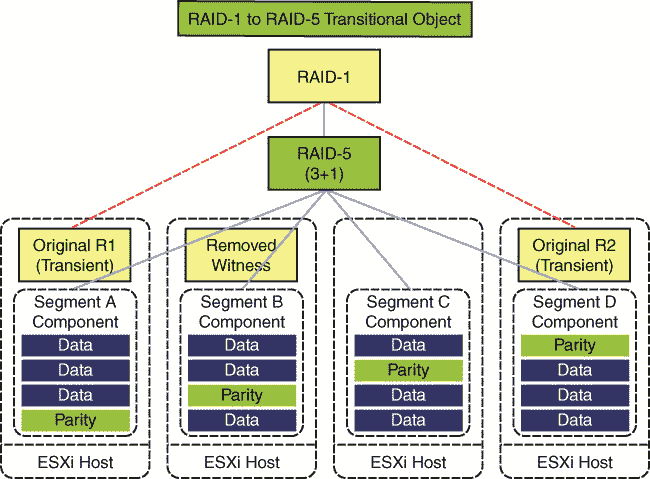 RAID-1 to RAID-5 Transitional Object
RAID-1
RAID-5
(3+1)
Original R1
(Transient)
Segment A
Component
Data
Data
Data
Parity
ESXi Host
Removed
Witness
Segment B
Component
Data
Data
Parity
Data
ESXi Host
Segment C
Component
Data
Parity
Data
Data
ESXi Host
Original R2
(Transient)
Segment D
Component
Parity
Data
Data
Data
ESXi Host